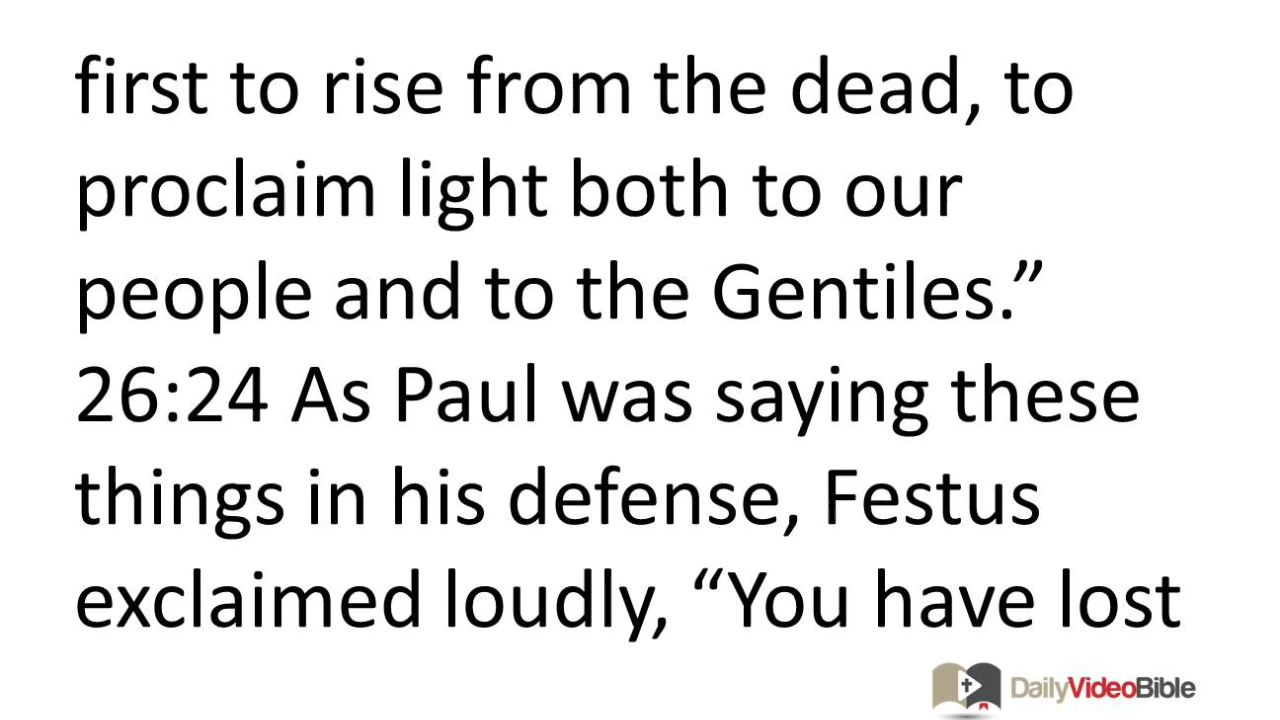 first to rise from the dead, to
proclaim light both to our
people and to the Gentiles.”
26:24 As Paul was saying these
things in his defense, Festus
exclaimed loudly, “You have lost
DailyVideoBible